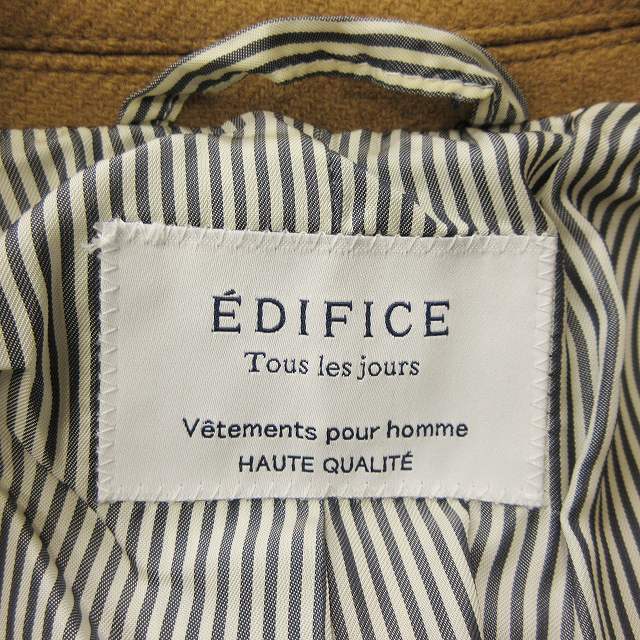 ÉDIFICE
Tous les jours
Vêtements pour homme
HAUTE QUALITÉ